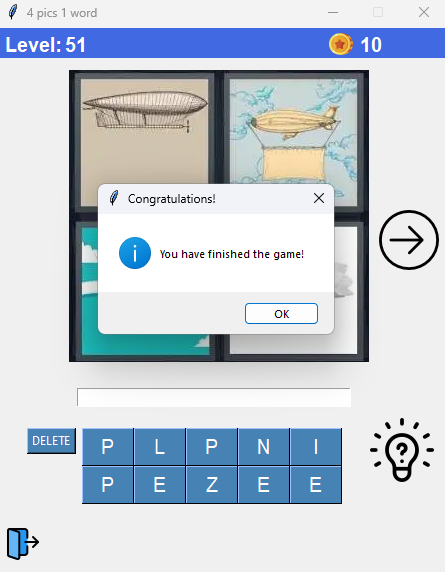 4 pics 1 word
Level: 51
10
Congratulations!
You have finished the game!
OK
DELETE
P L P N I
P E Z E E